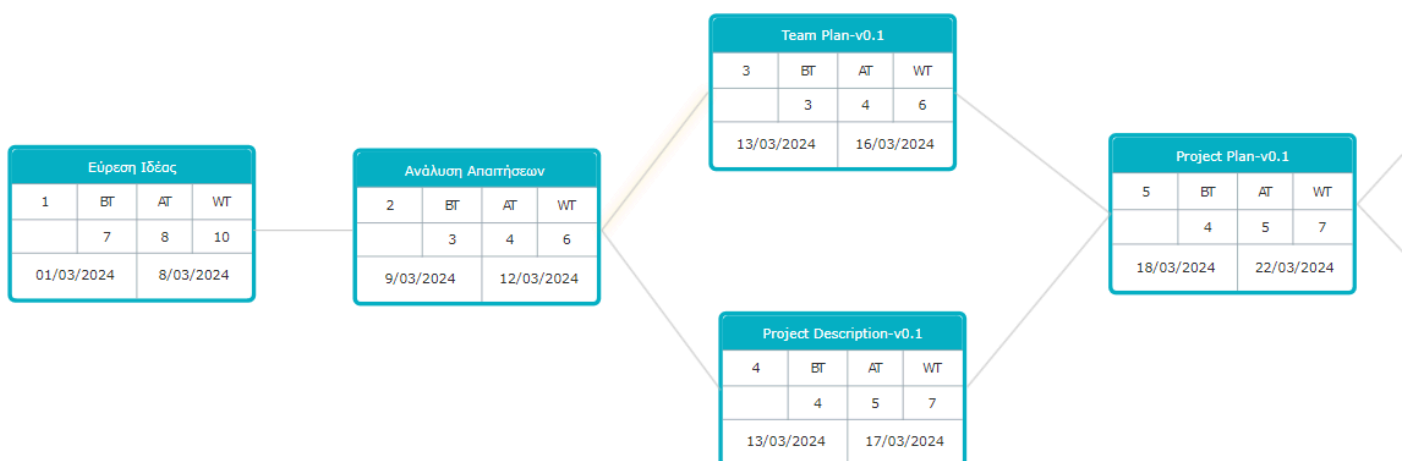 Εύρεση Ιδέας
1 BT AT WT
7 8 10
01/03/2024 8/03/2024
Ανάλυση Απαιτήσεων
2 BT AT WT
3 4 6
9/03/2024 12/03/2024
Team Plan-v0.1
3 BT AT WT
3 4 6
13/03/2024 16/03/2024
Project Description-v0.1
4 BT AT WT
4 5 7
13/03/2024 17/03/2024
Project Plan-v0.1
5 BT AT WT
4 5 7
18/03/2024 22/03/2024